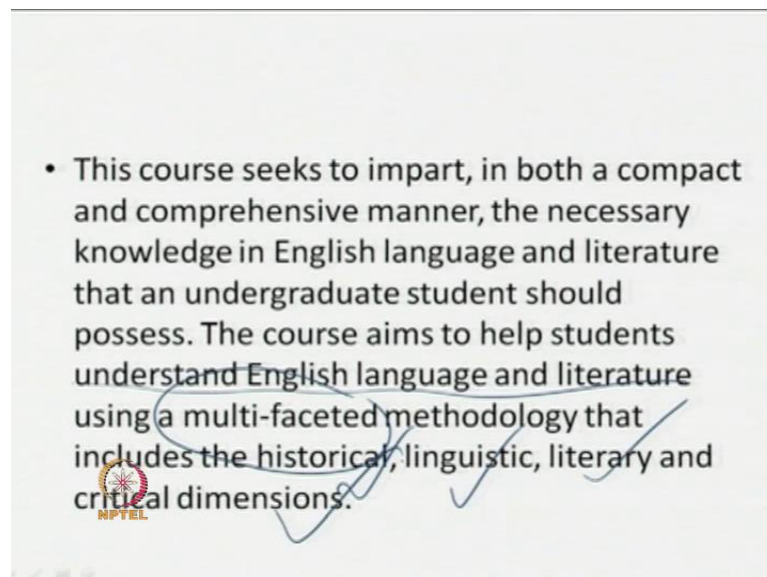 • This course seeks to impart, in both a compact
and comprehensive manner, the necessary
knowledge in English language and literature
that an undergraduate student should
possess. The course aims to help students
understand English language and literature
using a multi-faceted methodology that
includes the historical, linguistic, literary and
critical dimensions.
NPTEL